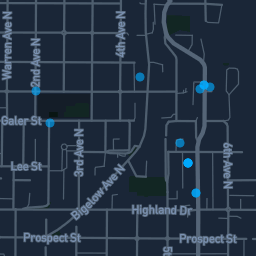 Warren Ave N
2nd Ave N
4th Ave N
Galer St
3rd Ave N
Lee St
6th Ave N
Bigelow Ave N
Highland Dr
Prospect St
Prospect St